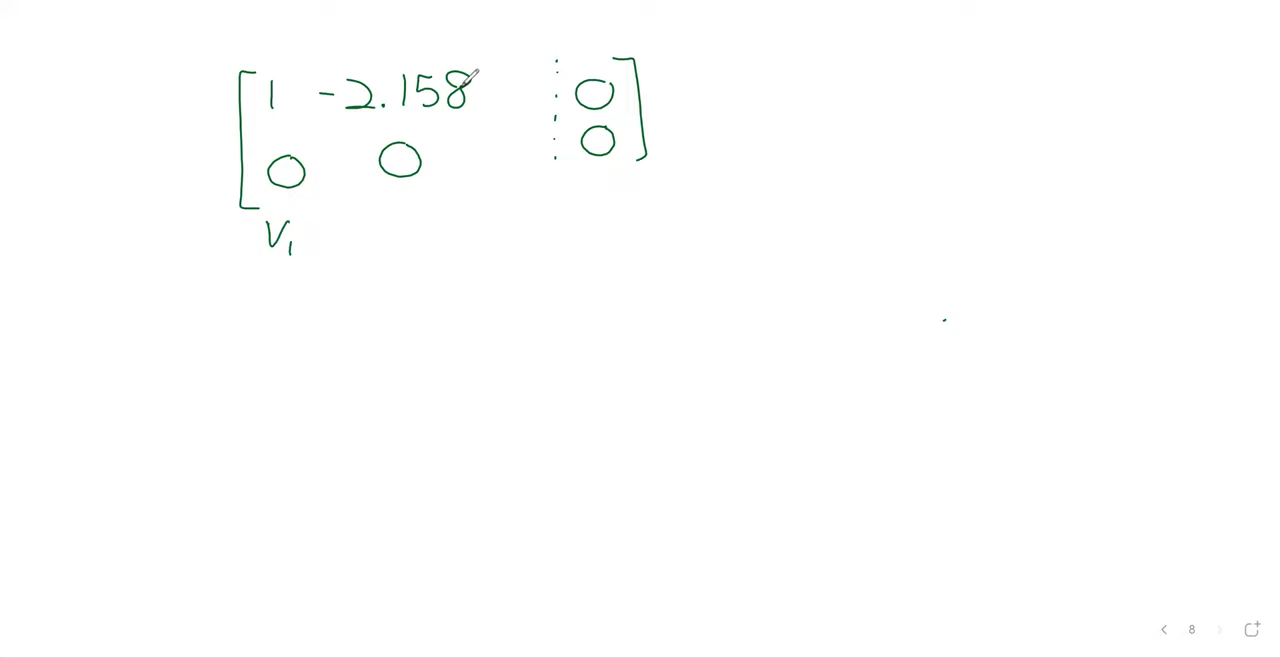 [ 1 -2.158 ⋮ 0 ]
[ 0 0 ⋮ 0 ]
V₁
8